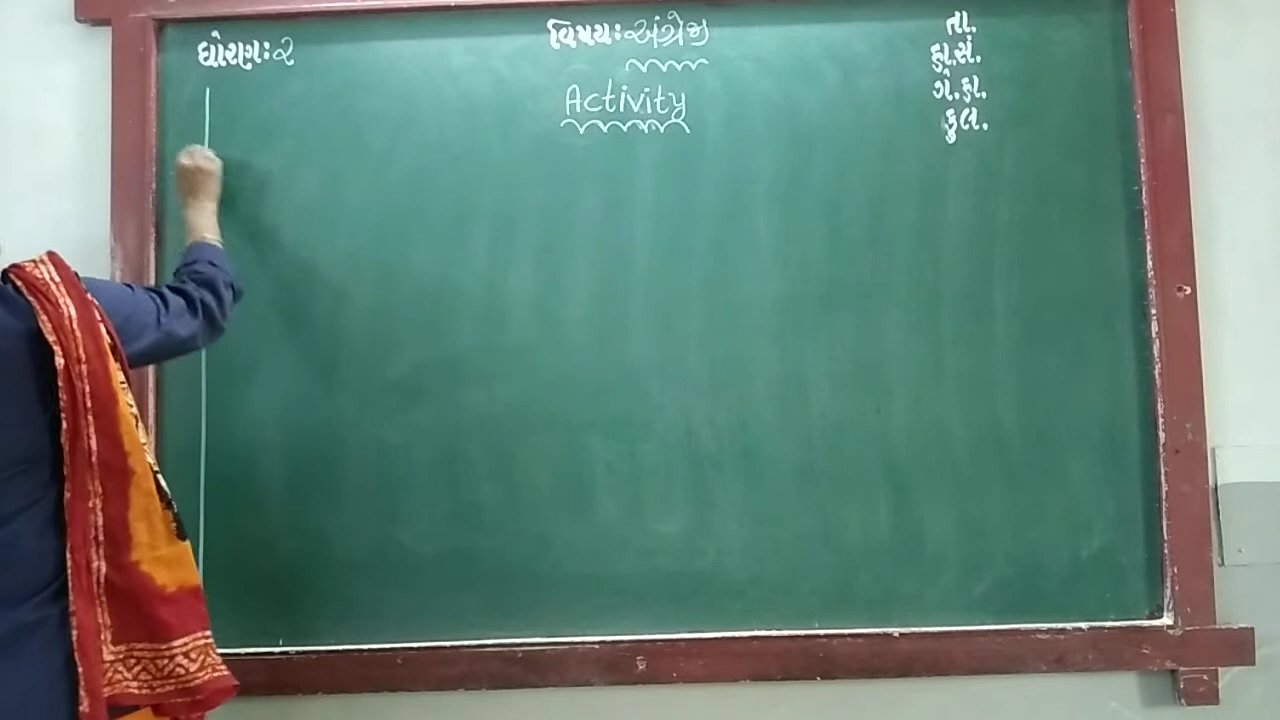 ધોરણઃ૨
વિષયઃઅંગ્રેજી
Activity
તા.
હા.સં.
ગે.હા.
કુલ.